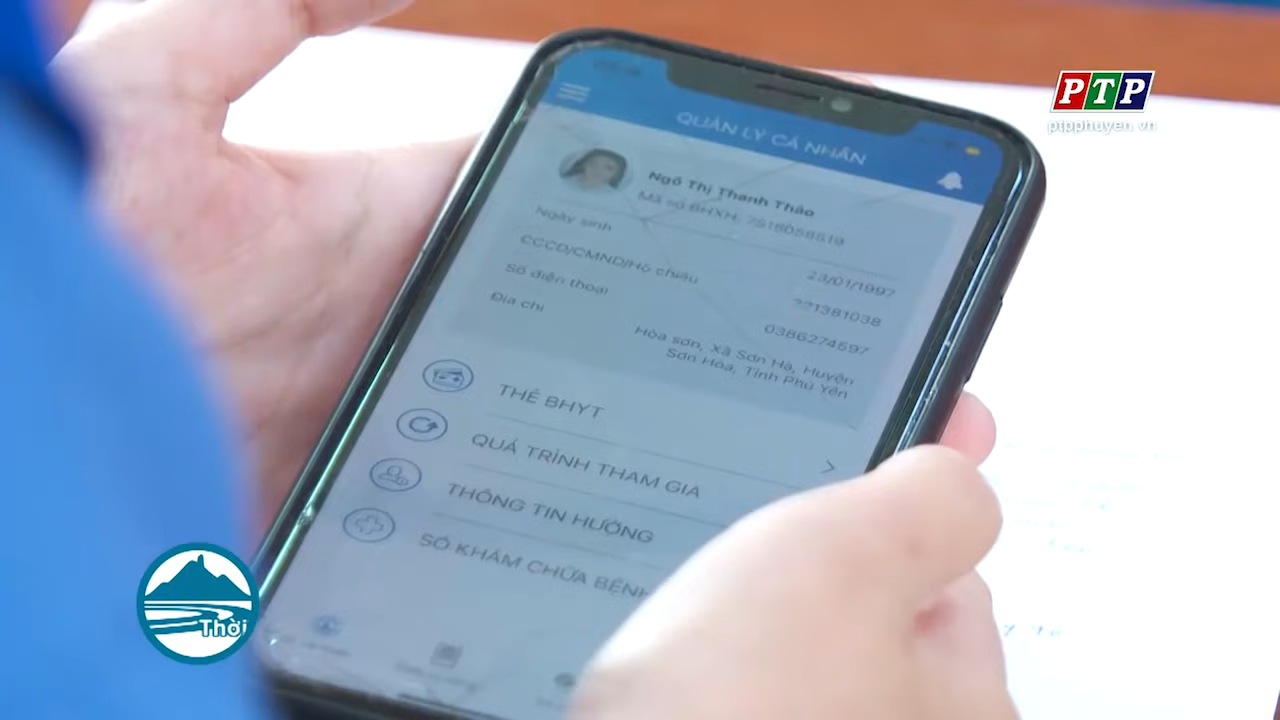 PTP
ptpphuyen.vn
QUẢN LÝ CÁ NHÂN
Ngô Thị Thanh Thảo
Mã số BHXH: 7516058519
Ngày sinh
23/01/1997
CCCD/CMND/Hộ chiếu
221381038
Số điện thoại
0386274597
Địa chỉ
Hòa sơn, Xã Sơn Hà, Huyện
Sơn Hòa, Tỉnh Phú Yên
THẺ BHYT
QUÁ TRÌNH THAM GIA
THÔNG TIN HƯỞNG
SỔ KHÁM CHỮA BỆNH
Thời